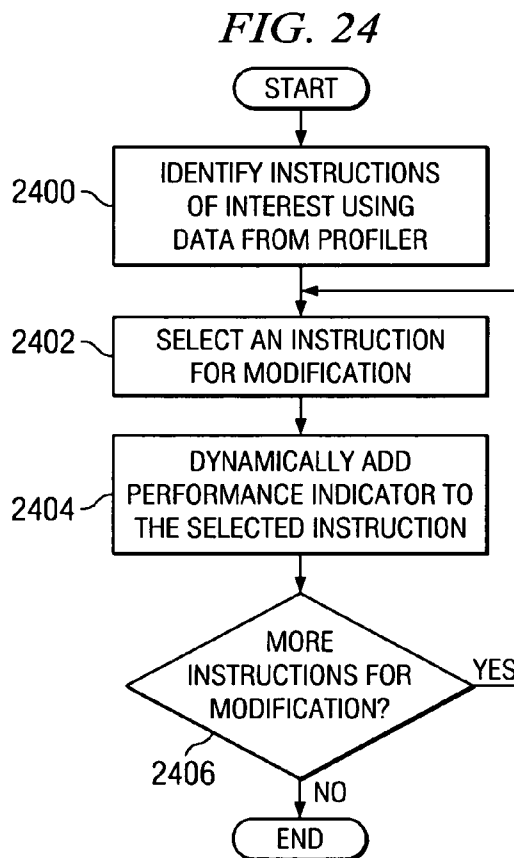 FIG. 24
START
2400
IDENTIFY INSTRUCTIONS
OF INTEREST USING
DATA FROM PROFILER
2402
SELECT AN INSTRUCTION
FOR MODIFICATION
2404
DYNAMICALLY ADD
PERFORMANCE INDICATOR TO
THE SELECTED INSTRUCTION
MORE
INSTRUCTIONS FOR
MODIFICATION?
YES
2406
NO
END